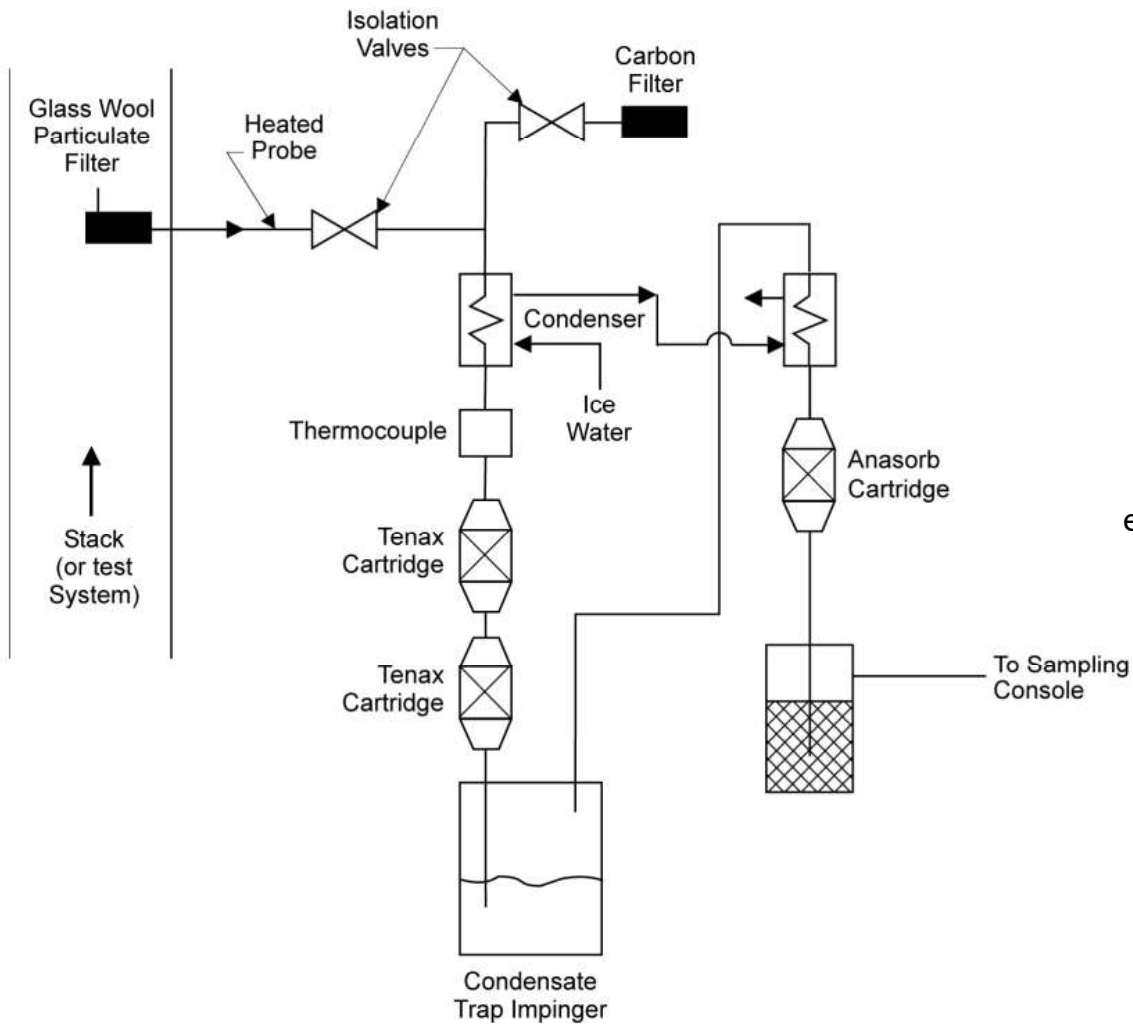 Isolation
Valves
Carbon
Filter
Glass Wool
Particulate
Filter
Heated
Probe
Condenser
Ice
Water
Thermocouple
Anasorb
Cartridge
Stack
(or test
System)
Tenax
Cartridge
e
Tenax
Cartridge
To Sampling
Console
Condensate
Trap Impinger